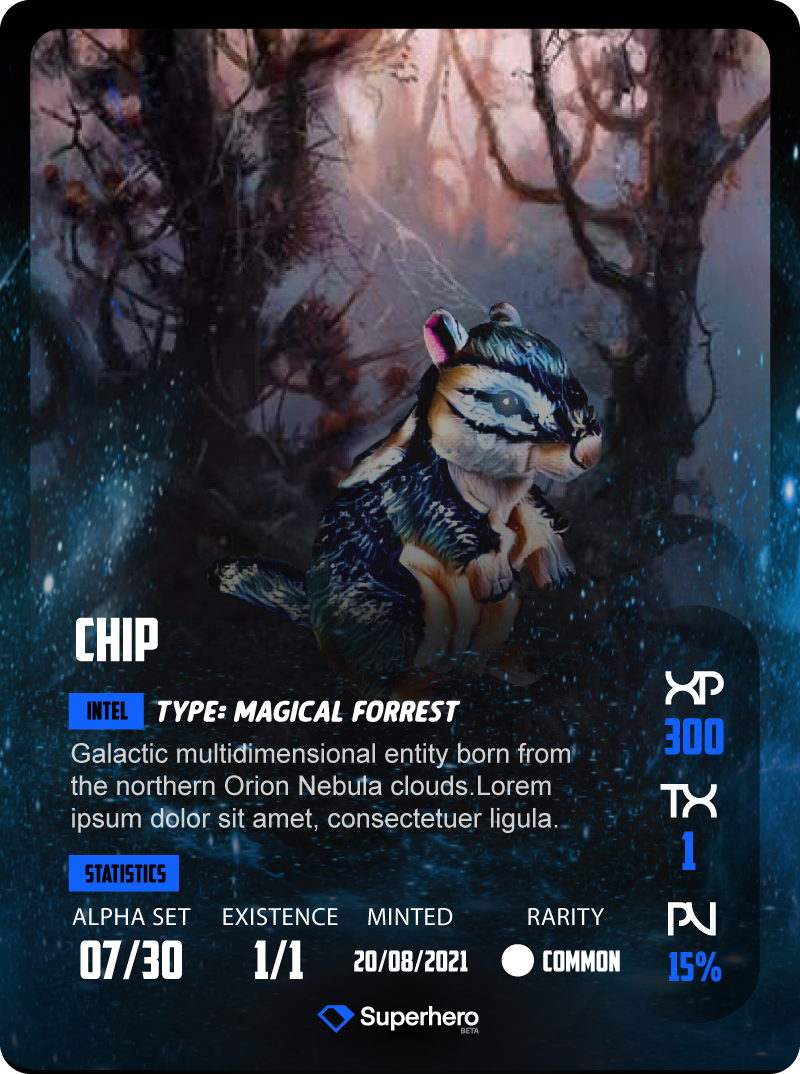 CHIP
INTEL TYPE: MAGICAL FORREST
Galactic multidimensional entity born from
the northern Orion Nebula clouds.Lorem
ipsum dolor sit amet, consectetuer ligula.
XP
300
TX
1
PV
15%
STATISTICS
ALPHA SET EXISTENCE MINTED RARITY
07/30 1/1 20/08/2021 COMMON
Superhero
BETA